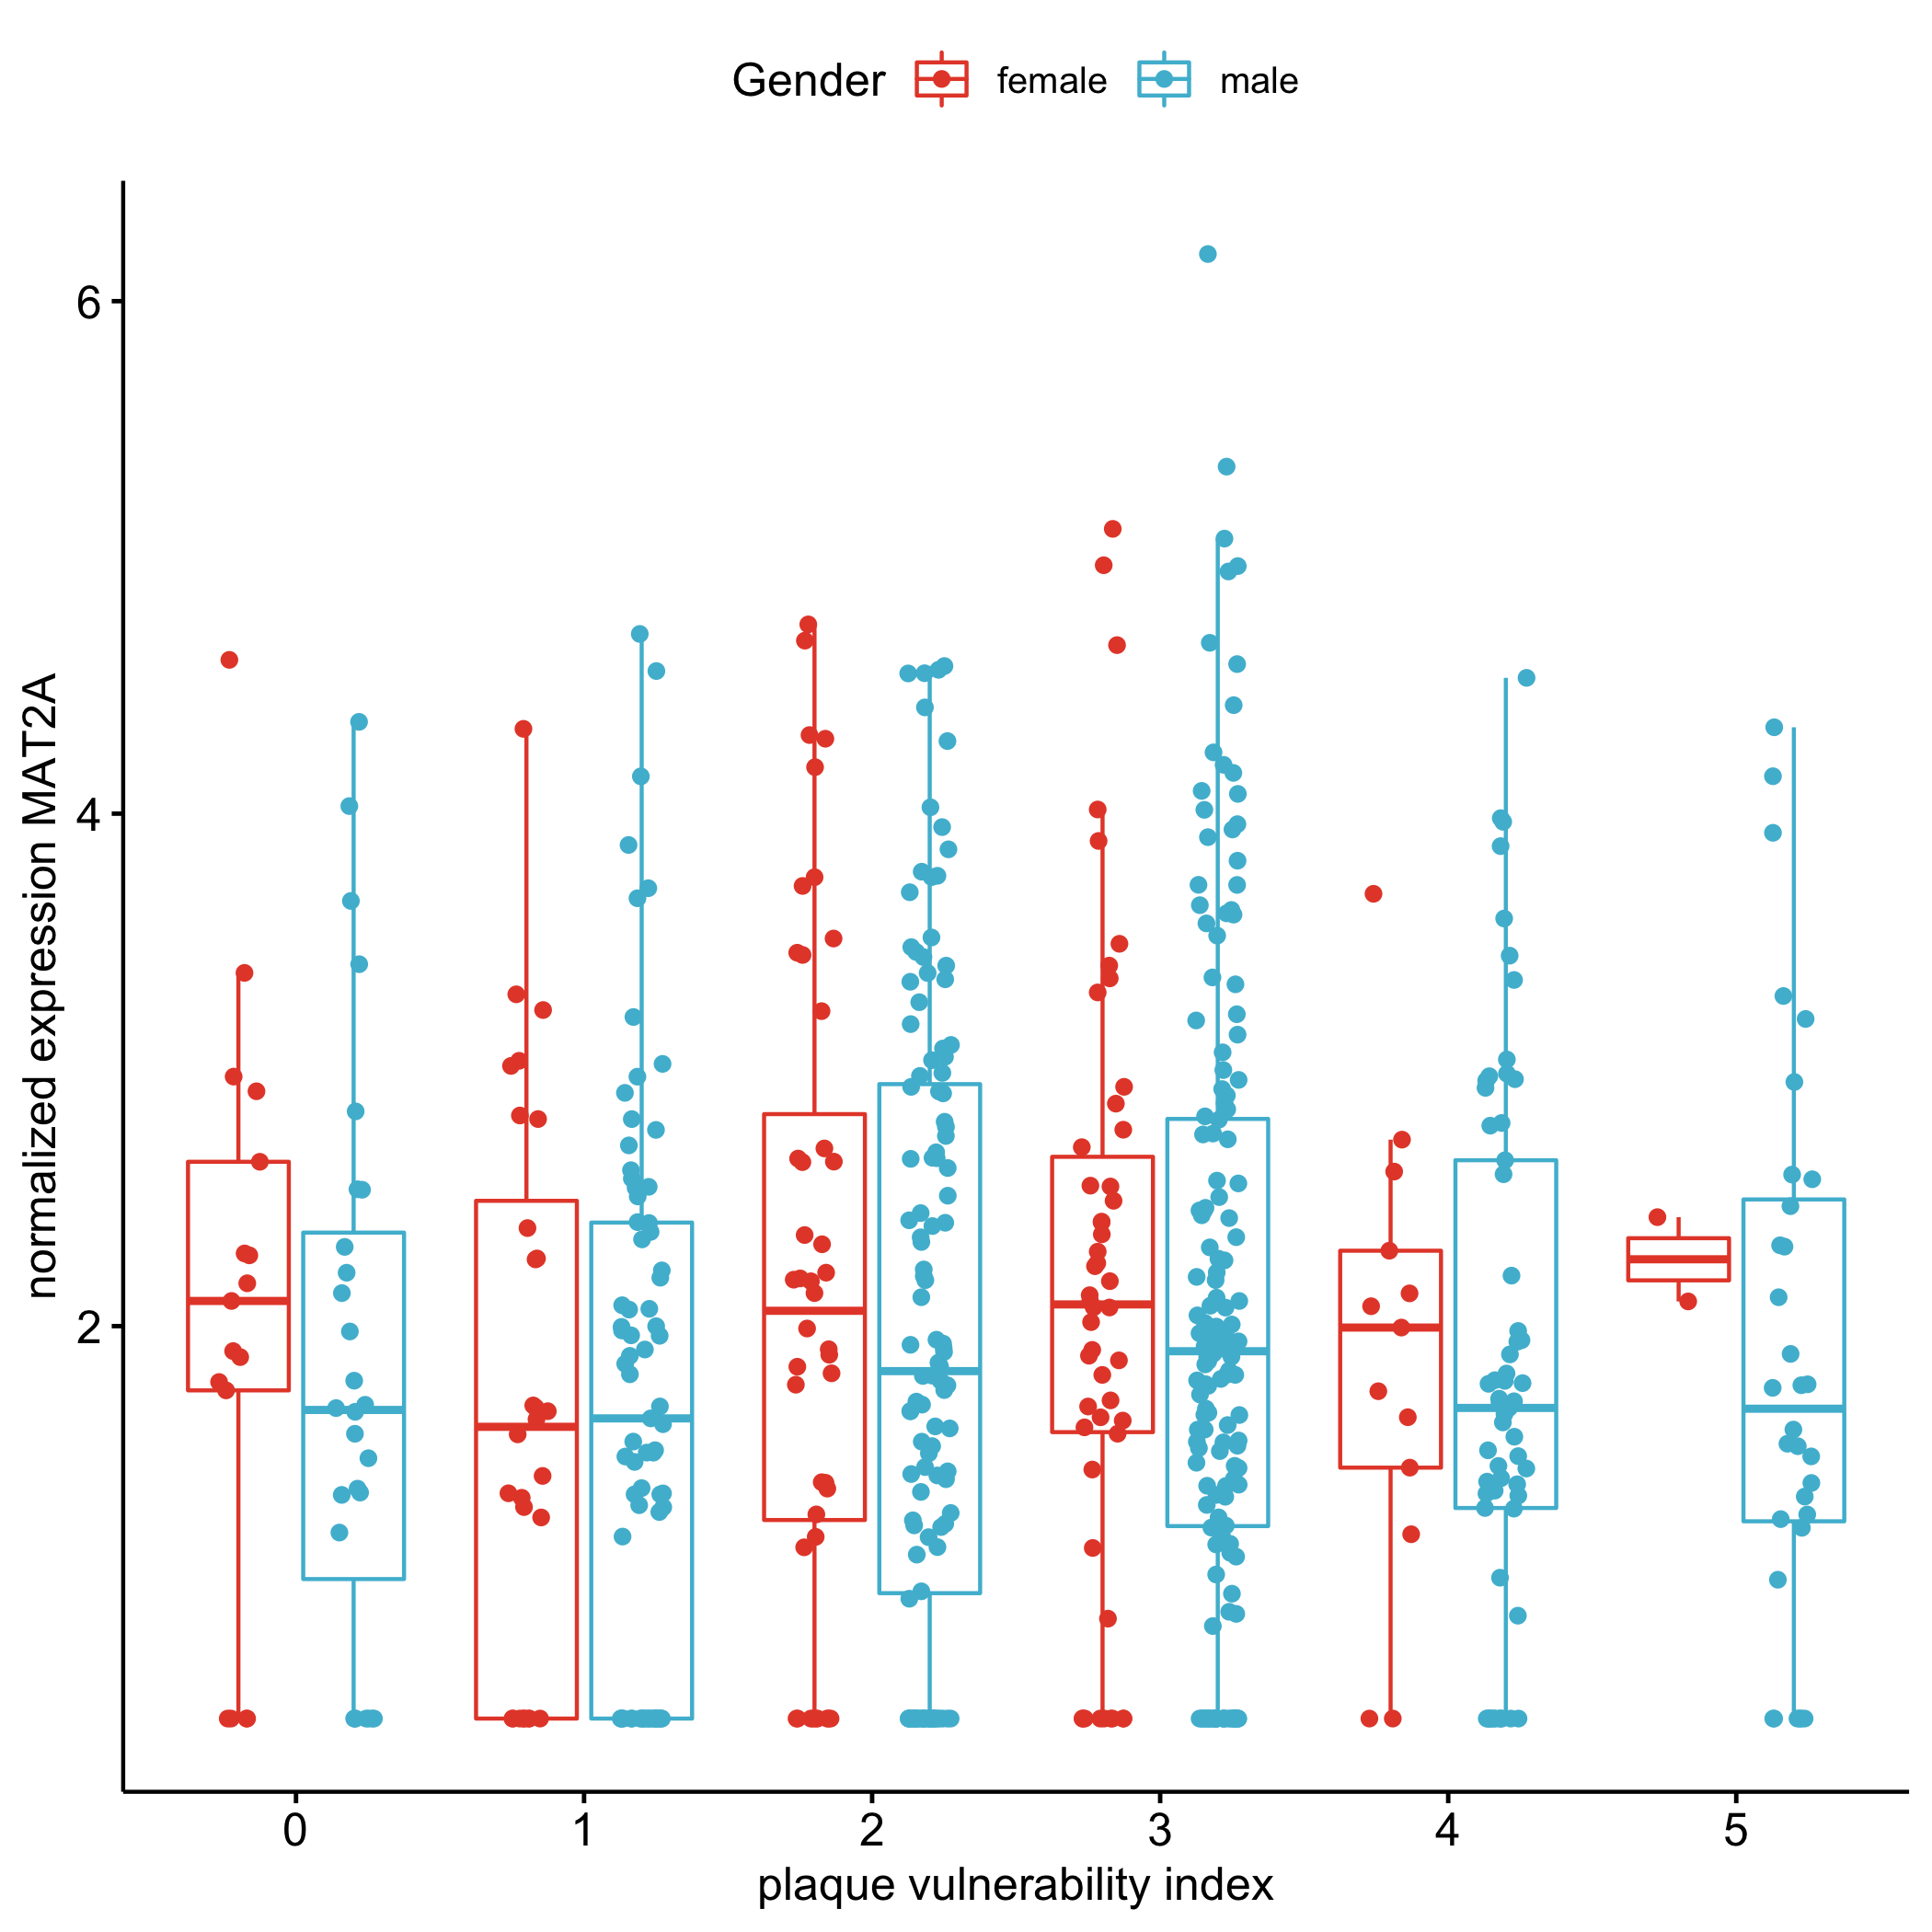 Gender female male
normalized expression MAT2A
6
4
2
0 1 2 3 4 5
plaque vulnerability index